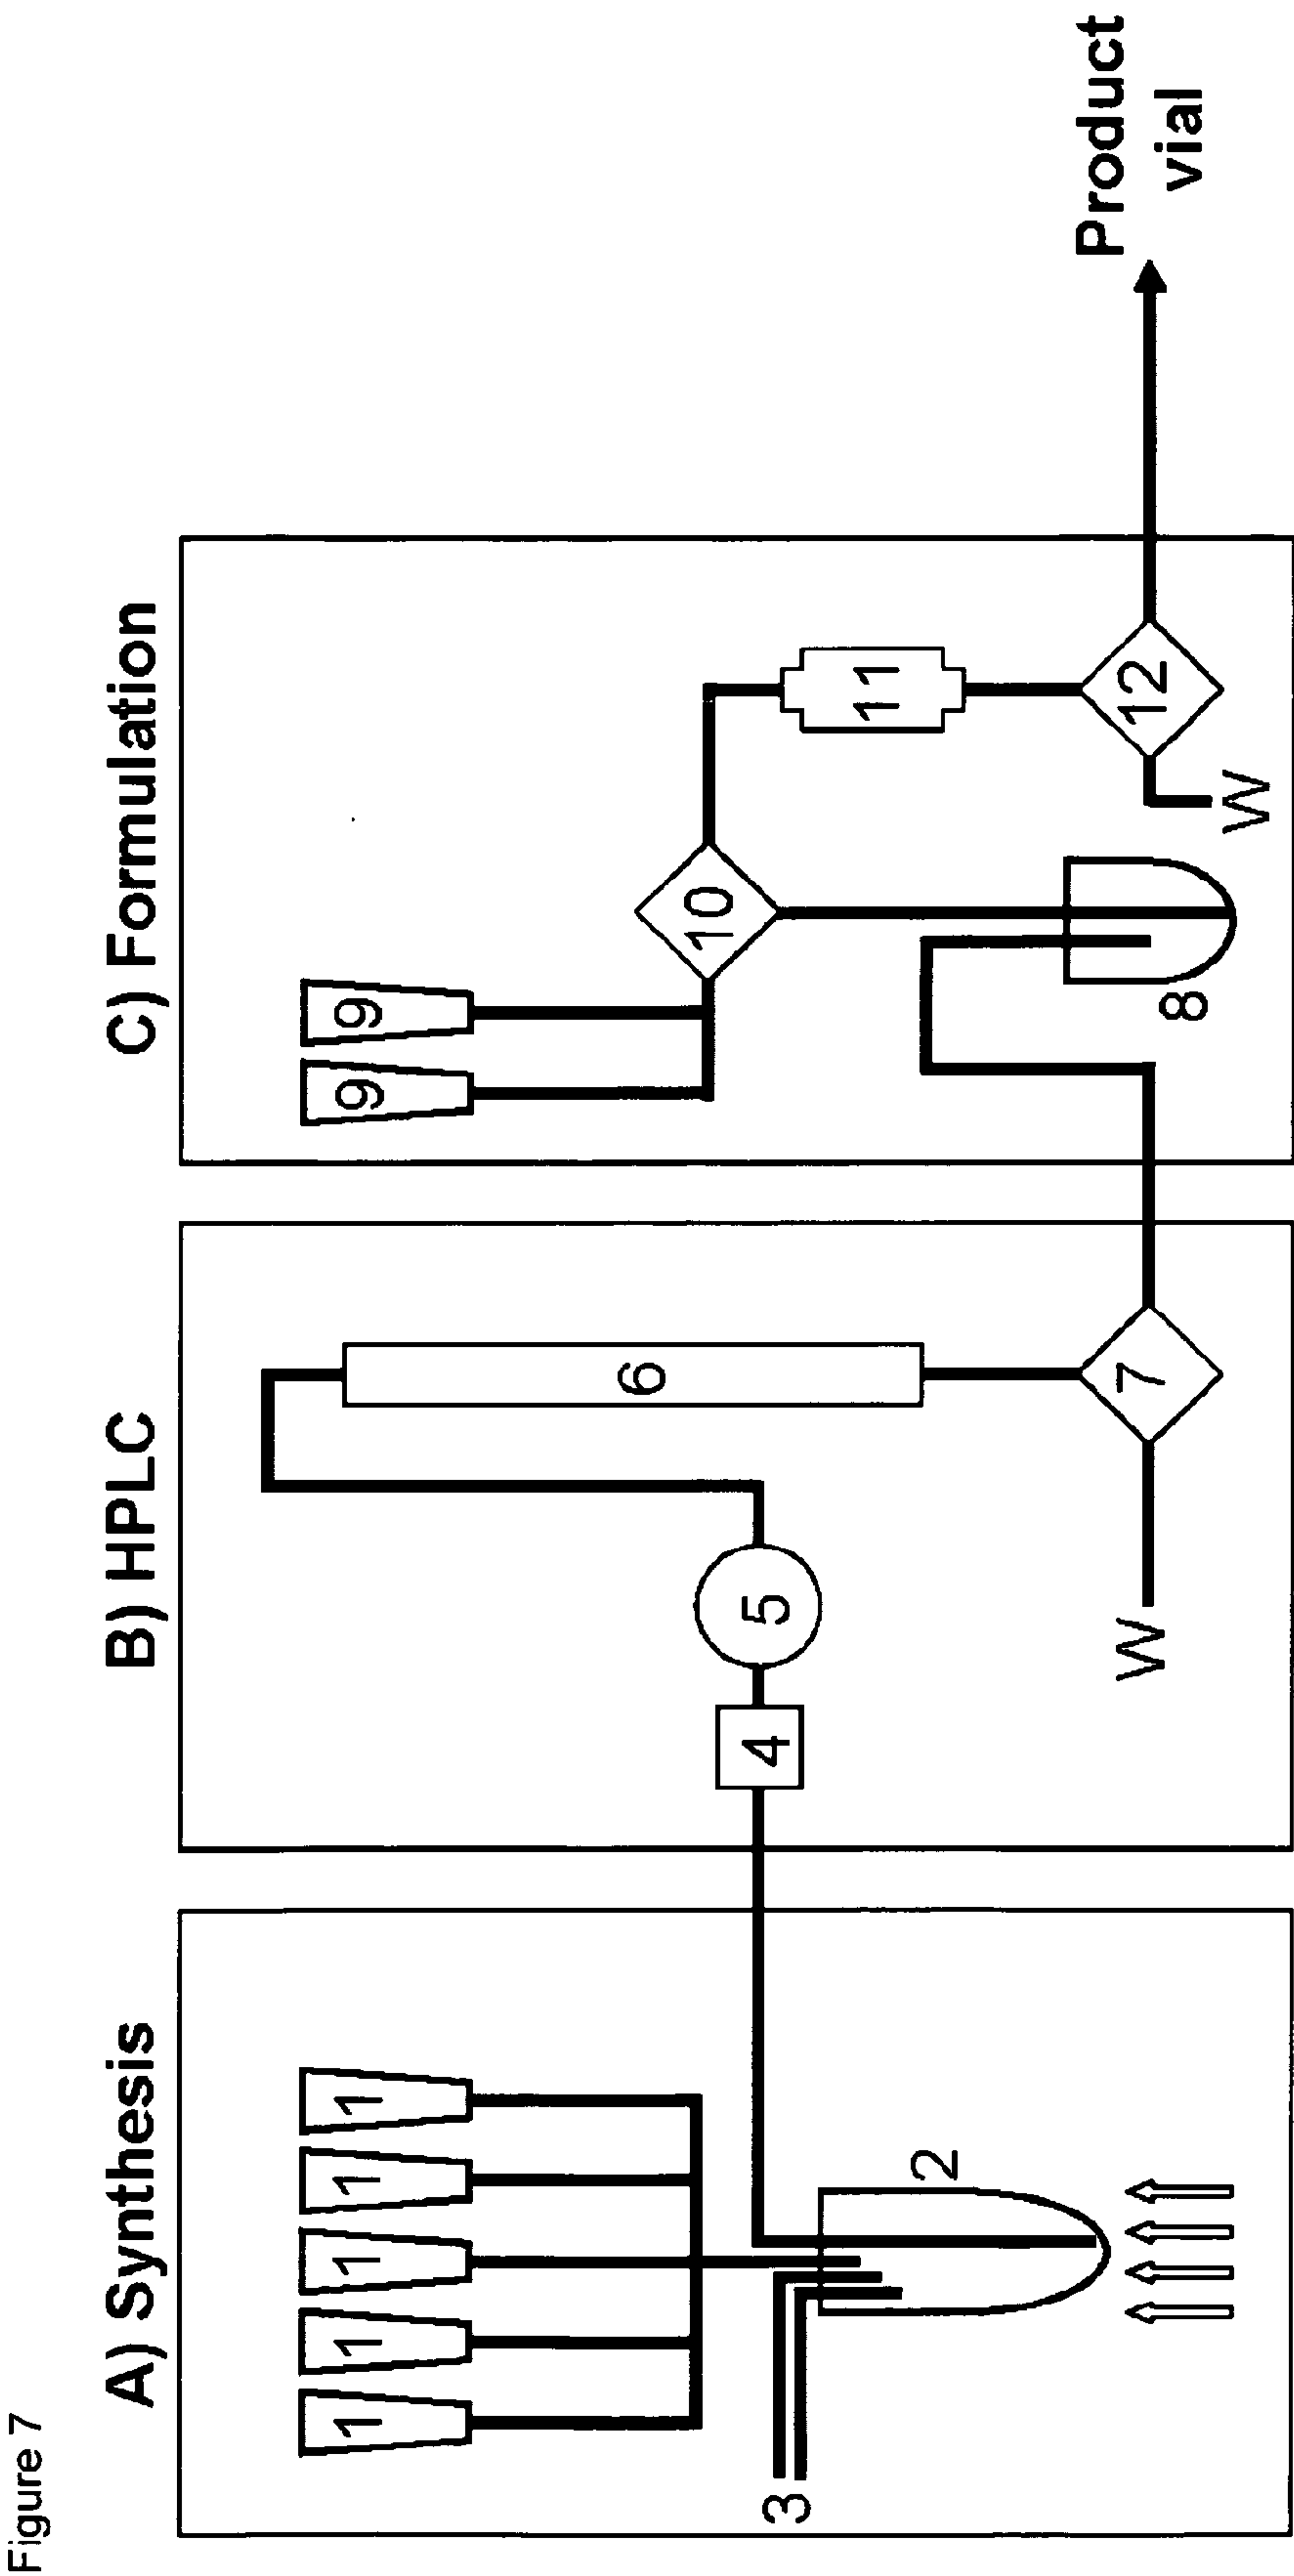 Figure 7
A) Synthesis
1 1 1 1 1
2
3
B) HPLC
4
5
6
7
W
C) Formulation
9 9
10
11
8
12
W
Product
vial